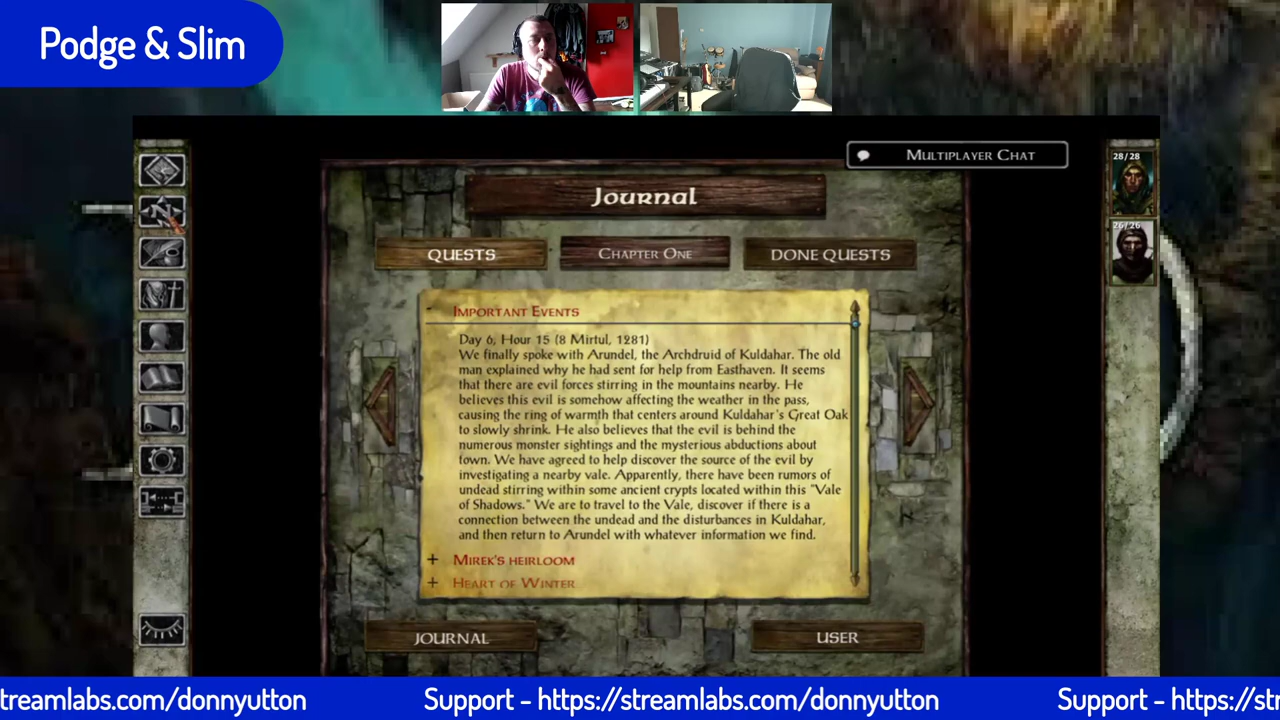 Podge & Slim
Multiplayer Chat
28/28
26/26
Journal
QUESTS
Chapter One
DONE QUESTS
- Important Events
Day 6, Hour 15 (8 Mirtul, 1281)
We finally spoke with Arundel, the Archdruid of Kuldahar. The old
man explained why he had sent for help from Easthaven. It seems
that there are evil forces stirring in the mountains nearby. He
believes this evil is somehow affecting the weather in the pass,
causing the ring of warmth that centers around Kuldahar's Great Oak
to slowly shrink. He also believes that the evil is behind the
numerous monster sightings and the mysterious abductions about
town. We have agreed to help discover the source of the evil by
investigating a nearby vale. Apparently, there have been rumors of
undead stirring within some ancient crypts located within this "Vale
of Shadows." We are to travel to the Vale, discover if there is a
connection between the undead and the disturbances in Kuldahar,
and then return to Arundel with whatever information we find.
+ Mirek's heirloom
+ Heart of Winter
JOURNAL
USER
treamlabs.com/donnyutton Support - https://streamlabs.com/donnyutton Support - https://st